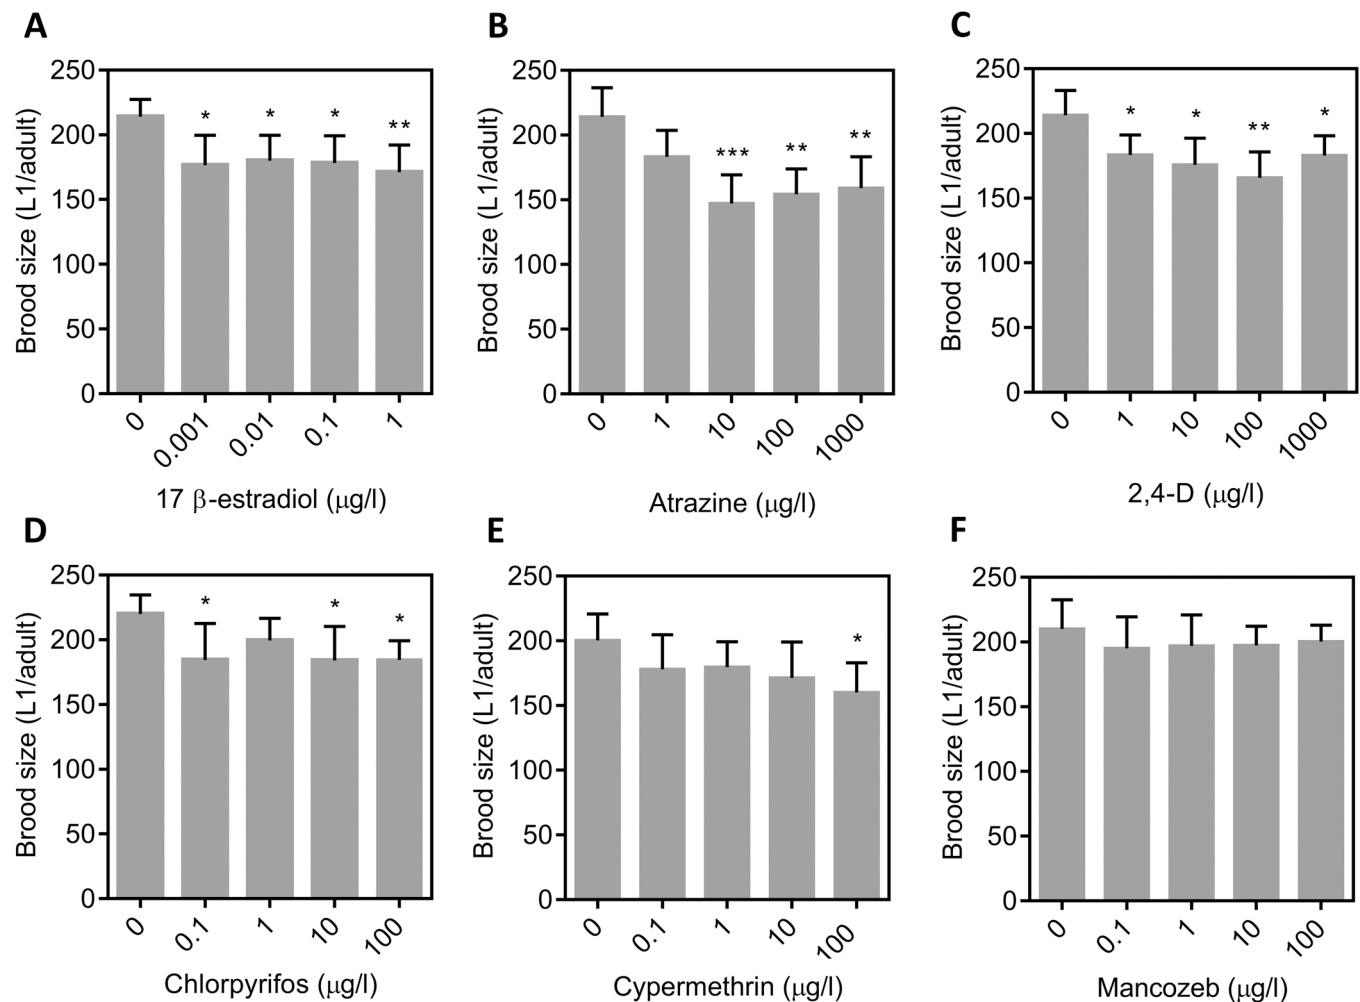 A
Brood size (L1/adult)
250
200
150
100
50
0
* * * **
0 0.001 0.01 0.1 1
17 β-estradiol (μg/l)
B
Brood size (L1/adult)
250
200
150
100
50
0
*** ** **
0 1 10 100 1000
Atrazine (μg/l)
C
Brood size (L1/adult)
250
200
150
100
50
0
* * ** *
0 1 10 100 1000
2,4-D (μg/l)
D
Brood size (L1/adult)
250
200
150
100
50
0
* * *
0 0.1 1 10 100
Chlorpyrifos (μg/l)
E
Brood size (L1/adult)
250
200
150
100
50
0
*
0 0.1 1 10 100
Cypermethrin (μg/l)
F
Brood size (L1/adult)
250
200
150
100
50
0
0 0.1 1 10 100
Mancozeb (μg/l)